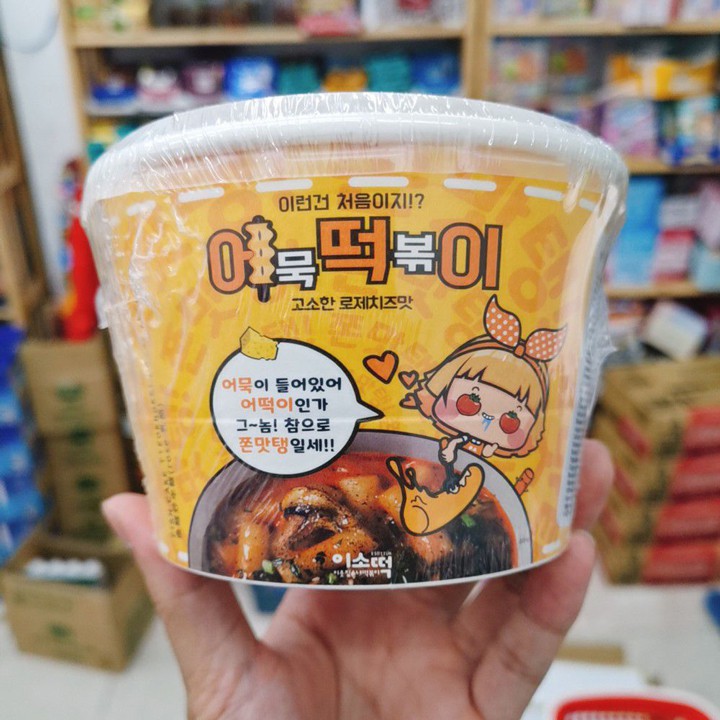 이런건 처음이지!?
어묵떡볶이
고소한 로제치즈맛
어묵이 들어있어
어떡이인가
그~놈! 참으로
쫀맛탱일세!!
이소떡